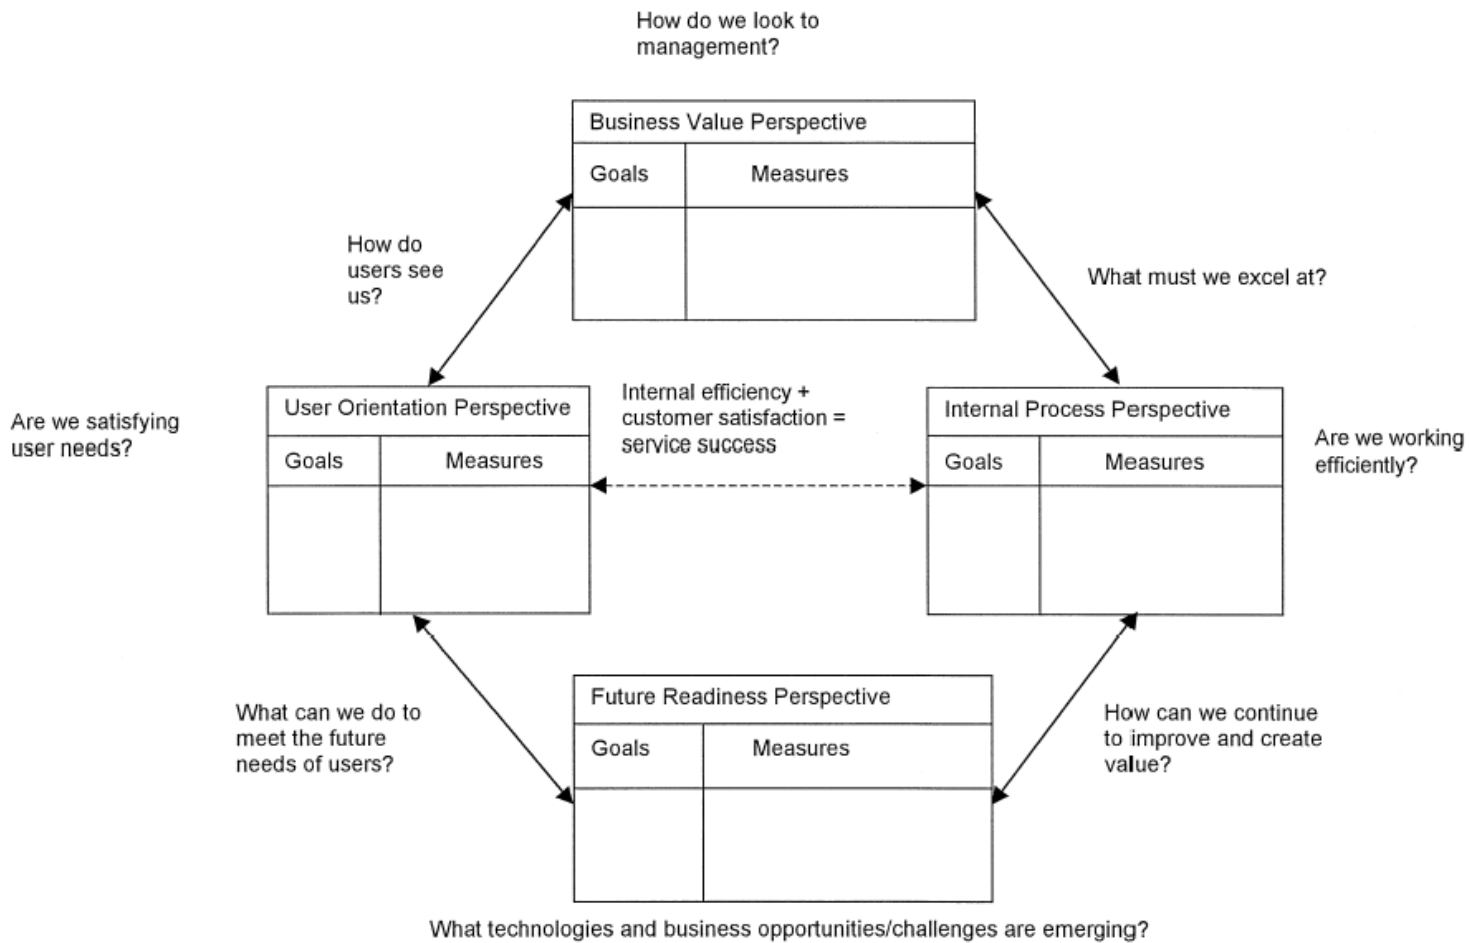 How do we look to
management?
Business Value Perspective
Goals
Measures
How do
users see
us?
What must we excel at?
Are we satisfying
user needs?
User Orientation Perspective
Goals
Measures
Internal efficiency +
customer satisfaction =
service success
Internal Process Perspective
Goals
Measures
Are we working
efficiently?
What can we do to
meet the future
needs of users?
Future Readiness Perspective
Goals
Measures
How can we continue
to improve and create
value?
What technologies and business opportunities/challenges are emerging?